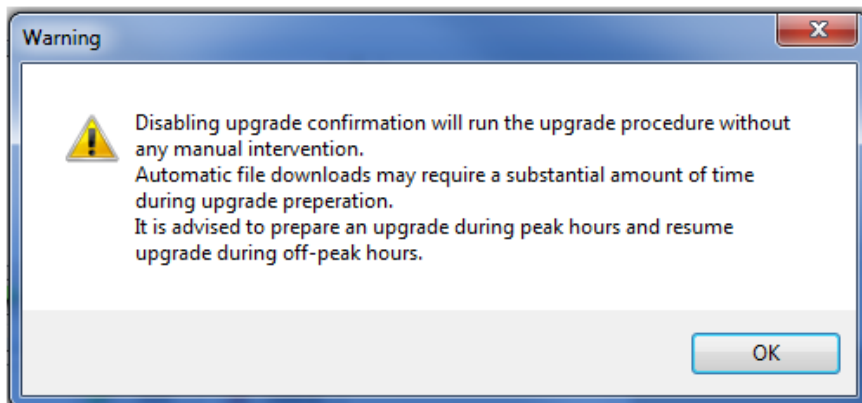 Warning
Disabling upgrade confirmation will run the upgrade procedure without
any manual intervention.
Automatic file downloads may require a substantial amount of time
during upgrade preperation.
It is advised to prepare an upgrade during peak hours and resume
upgrade during off-peak hours.
OK